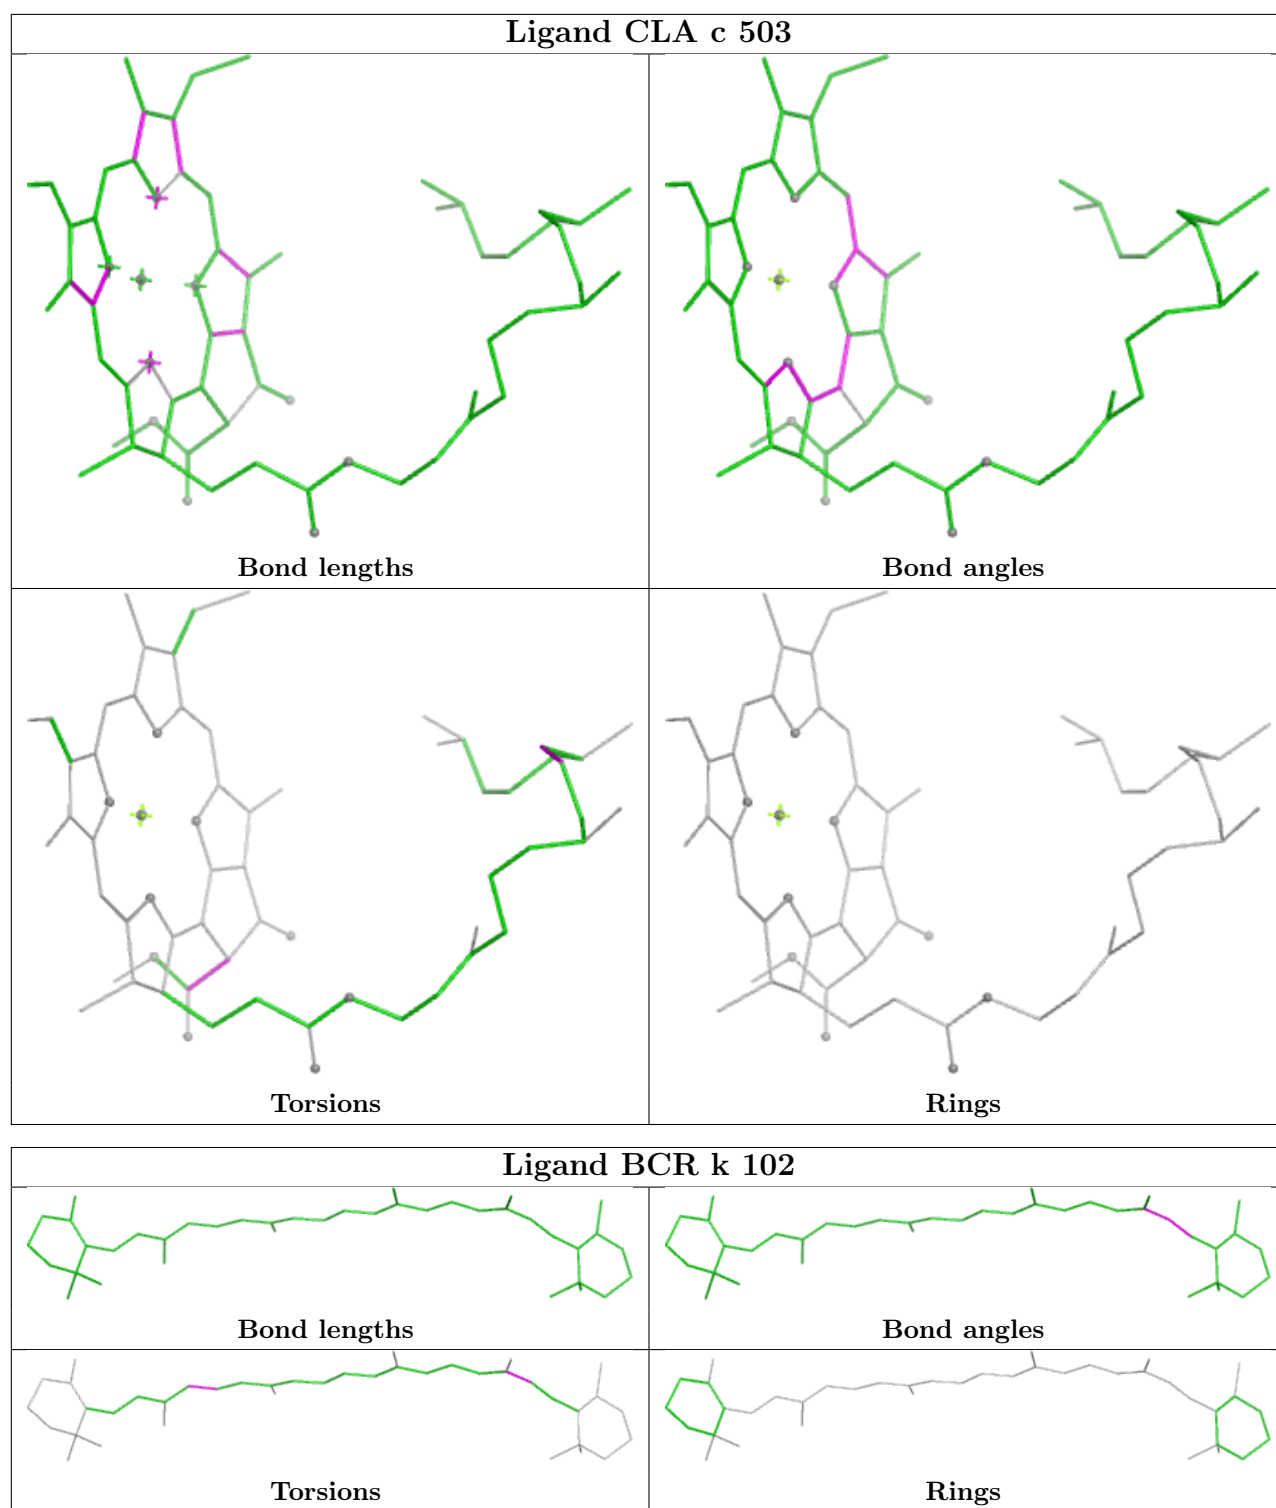 Ligand CLA c 503
Bond lengths
Bond angles
Torsions
Rings
Ligand BCR k 102
Bond lengths
Bond angles
Torsions
Rings